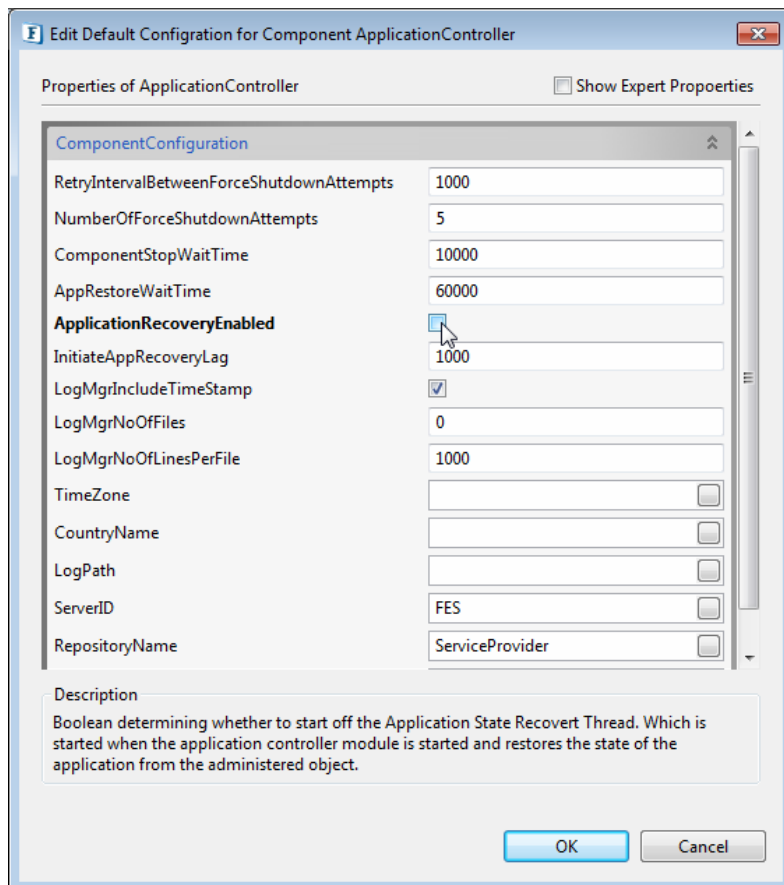 Edit Default Configration for Component ApplicationController
Properties of ApplicationController Show Expert Propoerties
ComponentConfiguration
RetryIntervalBetweenForceShutdownAttempts 1000
NumberOfForceShutdownAttempts 5
ComponentStopWaitTime 10000
AppRestoreWaitTime 60000
ApplicationRecoveryEnabled
InitiateAppRecoveryLag 1000
LogMgrIncludeTimeStamp
LogMgrNoOfFiles 0
LogMgrNoOfLinesPerFile 1000
TimeZone
CountryName
LogPath
ServerID FES
RepositoryName ServiceProvider
Description
Boolean determining whether to start off the Application State Recovert Thread. Which is
started when the application controller module is started and restores the state of the
application from the administered object.
OK Cancel